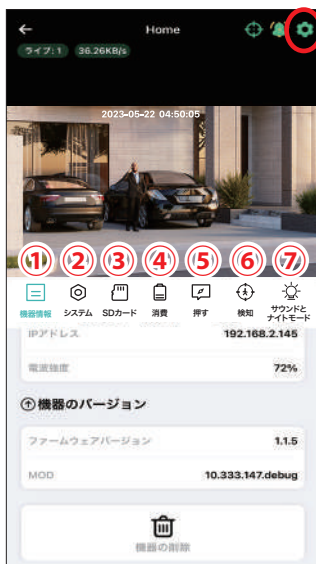 Home
ライブ:1 36.26KB/s
2023-05-22 04:50:05
① ② ③ ④ ⑤ ⑥ ⑦
機器情報 システム SDカード 消費 押す 検知 サウンドと
ナイトモード
IPアドレス 192.168.2.145
電波強度 72%
機器のバージョン
ファームウェアバージョン 1.1.5
MOD 10.333.147.debug
機器の削除